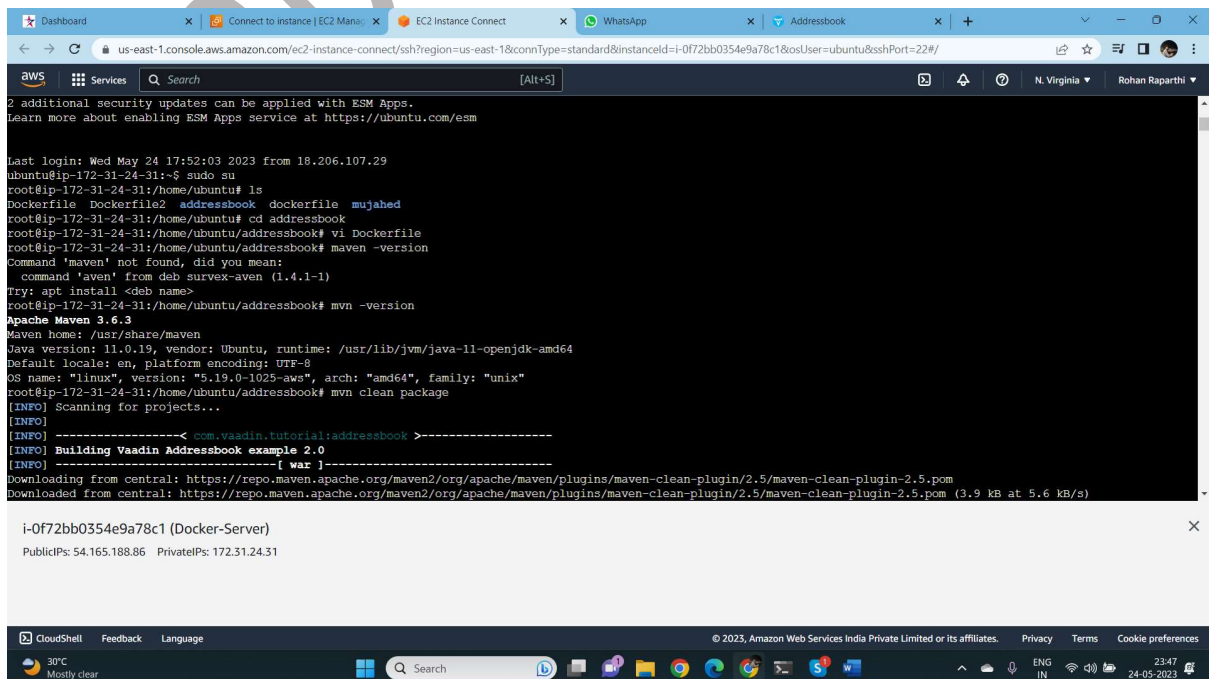 Dashboard
Connect to instance | EC2 Manag
EC2 Instance Connect
WhatsApp
Addressbook
us-east-1.console.aws.amazon.com/ec2-instance-connect/ssh?region=us-east-1&connType=standard&instanceId=i-0f72bb0354e9a78c1&osUser=ubuntu&sshPort=22#/
aws Services Search [Alt+S] N. Virginia Rohan Raparthi
2 additional security updates can be applied with ESM Apps.
Learn more about enabling ESM Apps service at https://ubuntu.com/esm
Last login: Wed May 24 17:52:03 2023 from 18.206.107.29
ubuntu@ip-172-31-24-31:~$ sudo su
root@ip-172-31-24-31:/home/ubuntu# ls
Dockerfile Dockerfile2 addressbook dockerfile mujahed
root@ip-172-31-24-31:/home/ubuntu# cd addressbook
root@ip-172-31-24-31:/home/ubuntu/addressbook# vi Dockerfile
root@ip-172-31-24-31:/home/ubuntu/addressbook# maven -version
Command 'maven' not found, did you mean:
command 'aven' from deb survex-aven (1.4.1-1)
Try: apt install <deb name>
root@ip-172-31-24-31:/home/ubuntu/addressbook# mvn -version
Apache Maven 3.6.3
Maven home: /usr/share/maven
Java version: 11.0.19, vendor: Ubuntu, runtime: /usr/lib/jvm/java-11-openjdk-amd64
Default locale: en, platform encoding: UTF-8
OS name: "linux", version: "5.19.0-1025-aws", arch: "amd64", family: "unix"
root@ip-172-31-24-31:/home/ubuntu/addressbook# mvn clean package
[INFO] Scanning for projects...
[INFO]
[INFO] ------------------< com.vaadin.tutorial:addressbook >-------------------
[INFO] Building Vaadin Addressbook example 2.0
[INFO] --------------------------------[ war ]---------------------------------
Downloading from central: https://repo.maven.apache.org/maven2/org/apache/maven/plugins/maven-clean-plugin/2.5/maven-clean-plugin-2.5.pom
Downloaded from central: https://repo.maven.apache.org/maven2/org/apache/maven/plugins/maven-clean-plugin/2.5/maven-clean-plugin-2.5.pom (3.9 kB at 5.6 kB/s)
i-0f72bb0354e9a78c1 (Docker-Server)
PublicIPs: 54.165.188.86 PrivateIPs: 172.31.24.31
CloudShell Feedback Language © 2023, Amazon Web Services India Private Limited or its affiliates. Privacy Terms Cookie preferences
30°C
Mostly clear
Search
ENG
IN
23:47
24-05-2023